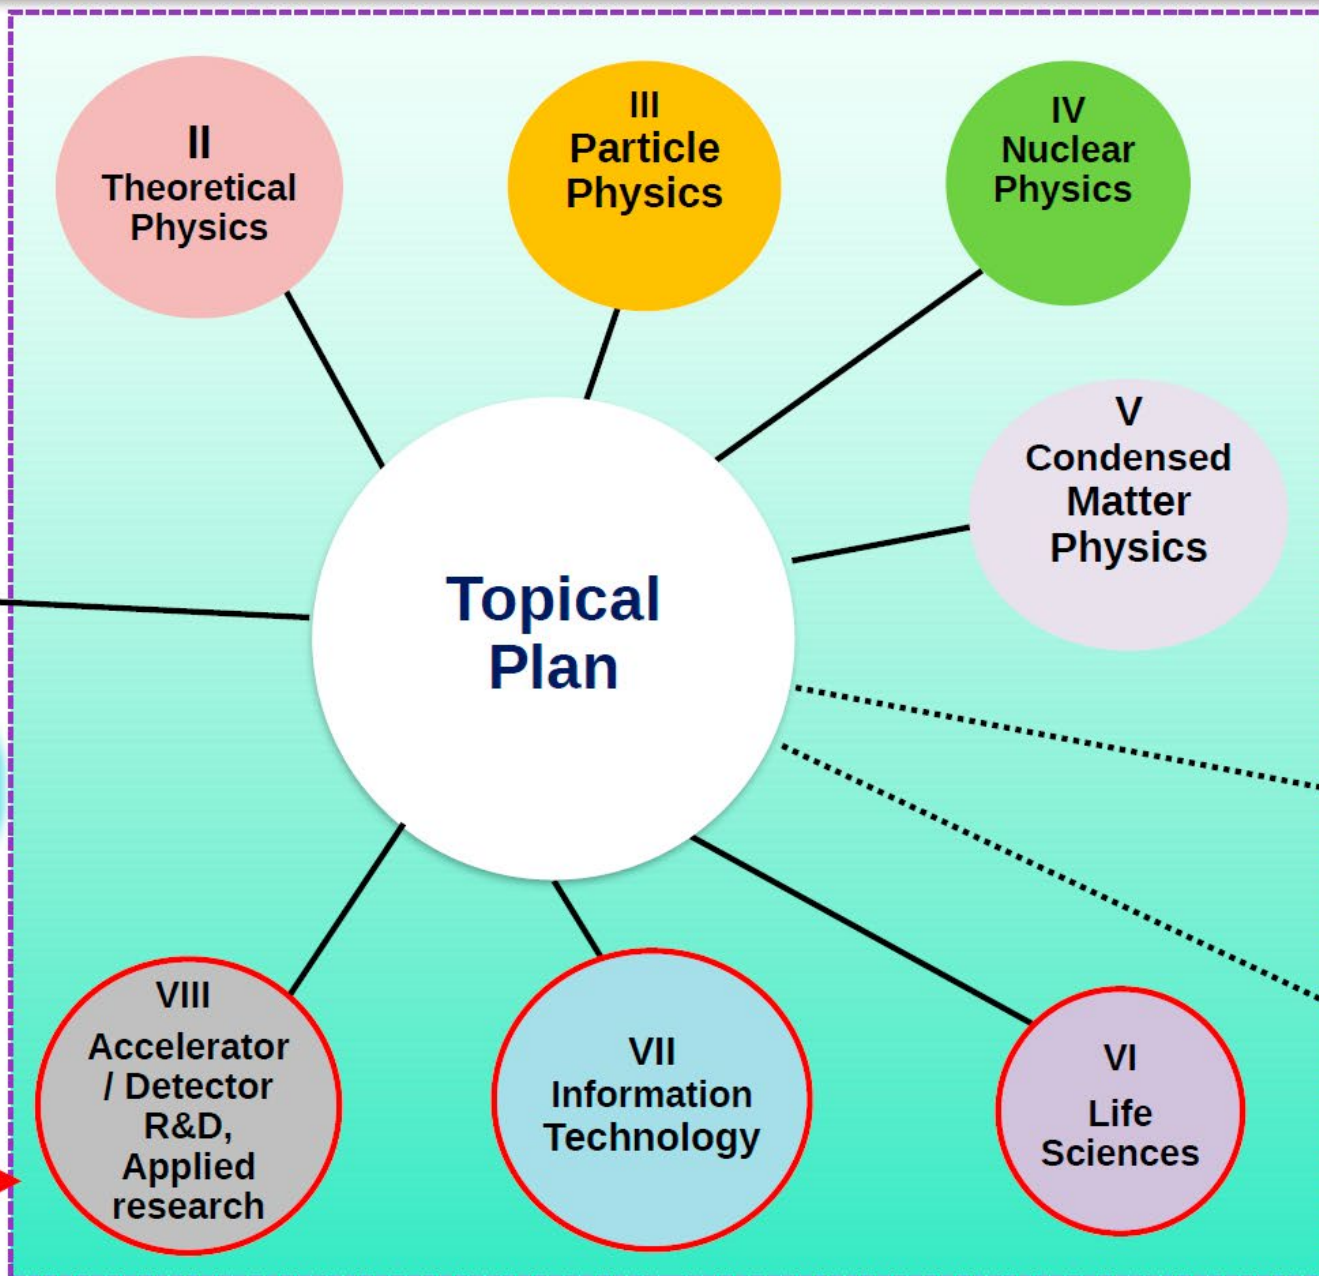 II
Theoretical
Physics
III
Particle
Physics
IV
Nuclear
Physics
V
Condensed
Matter
Physics
Topical
Plan
VIII
Accelerator
/ Detector
R&D,
Applied
research
VII
Information
Technology
VI
Life
Sciences